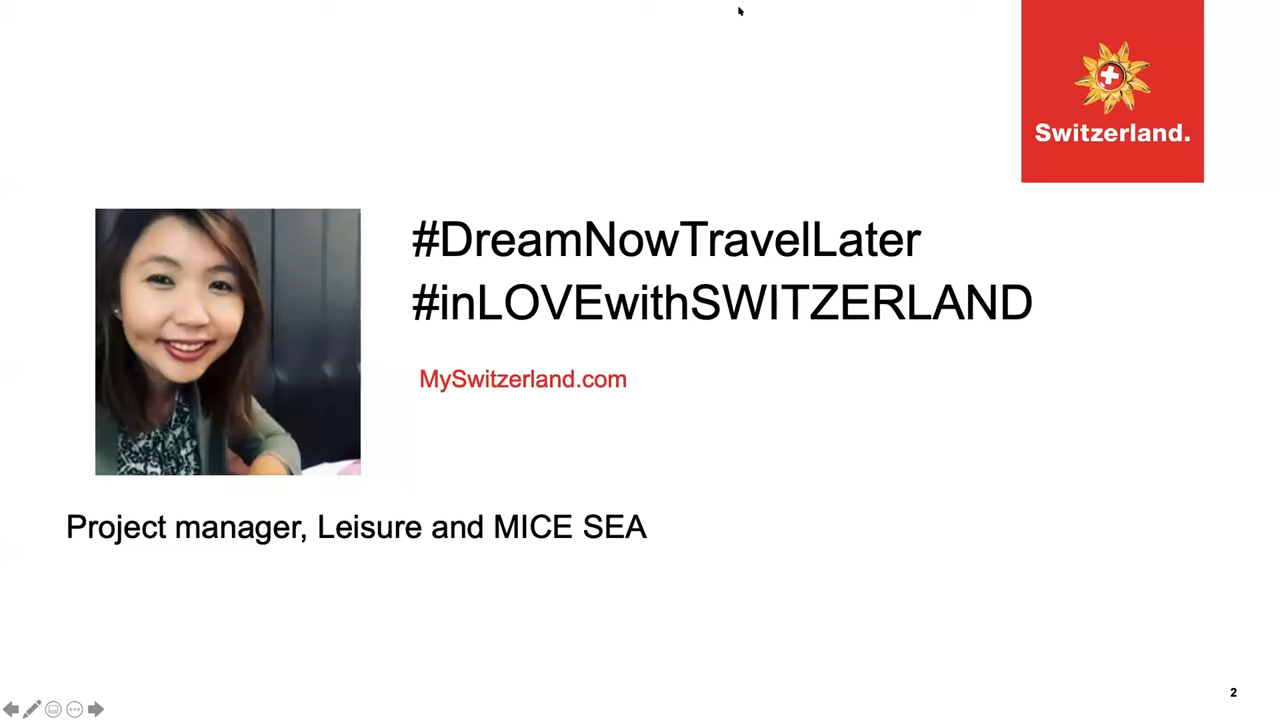 Switzerland.
#DreamNowTravelLater
#inLOVEwithSWITZERLAND
MySwitzerland.com
Project manager, Leisure and MICE SEA
2